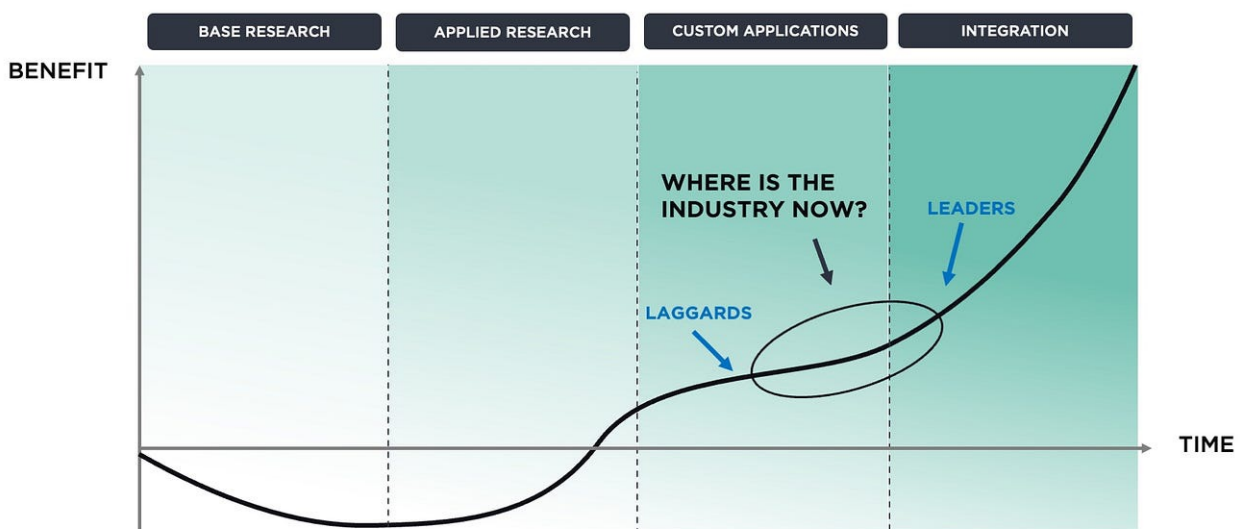 BASE RESEARCH
APPLIED RESEARCH
CUSTOM APPLICATIONS
INTEGRATION
BENEFIT
WHERE IS THE
INDUSTRY NOW?
LEADERS
LAGGARDS
TIME